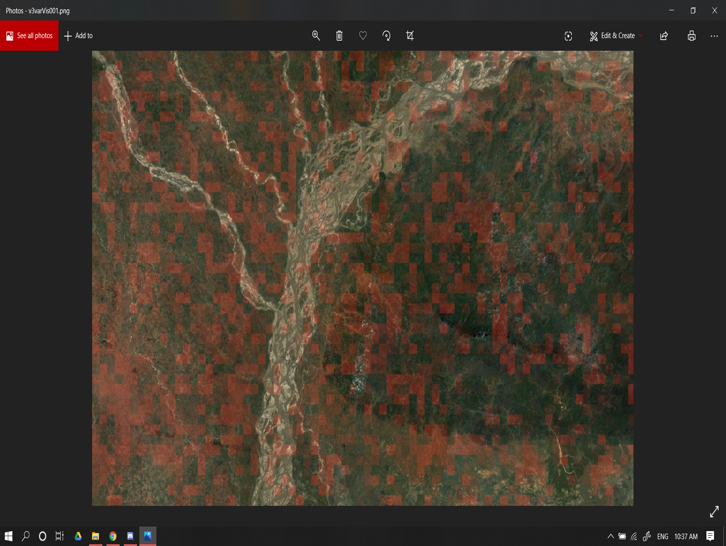 Photos - v3varVis001.png
See all photos
Add to
Edit & Create
ENG 10:37 AM